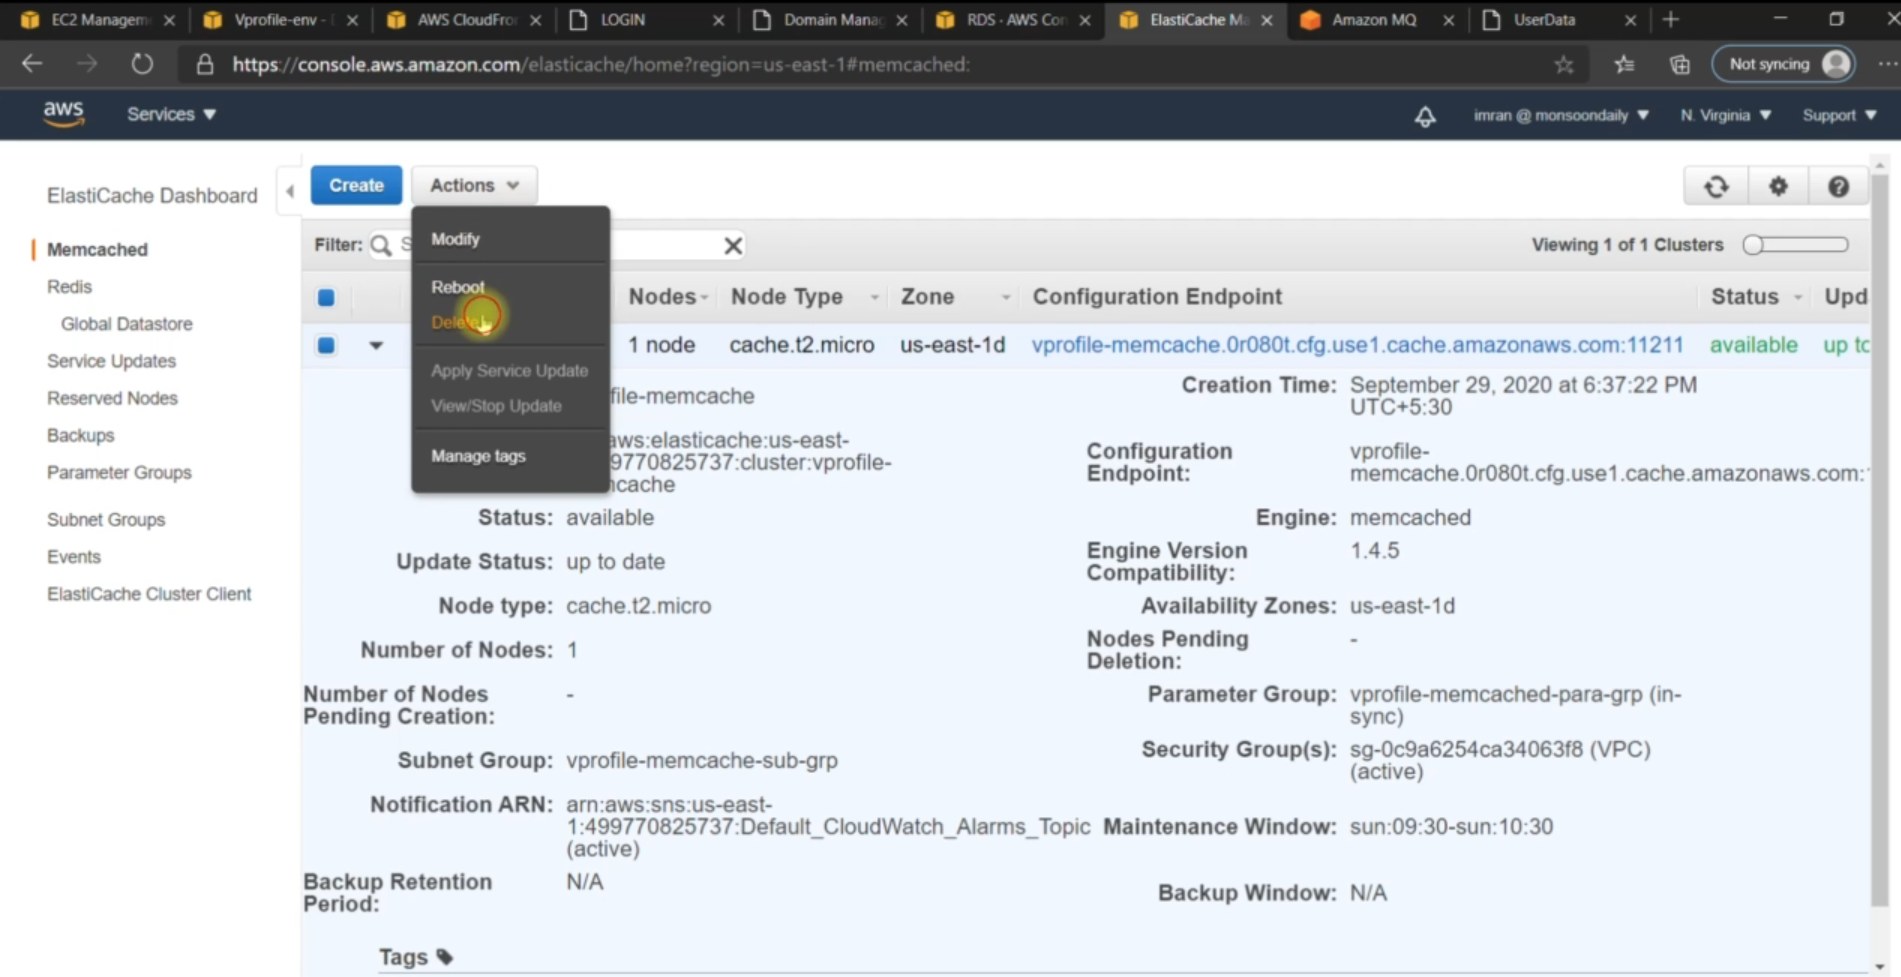 EC2 Managem
Vprofile-env -
AWS CloudFro
LOGIN
Domain Manag
RDS · AWS Con
ElastiCache Ma
Amazon MQ
UserData
https://console.aws.amazon.com/elasticache/home?region=us-east-1#memcached:
Not syncing
aws
Services
imran @ monsoondaily
N. Virginia
Support
ElastiCache Dashboard
Memcached
Redis
Global Datastore
Service Updates
Reserved Nodes
Backups
Parameter Groups
Subnet Groups
Events
ElastiCache Cluster Client
Create
Actions
Modify
Reboot
Delete
Apply Service Update
View/Stop Update
Manage tags
Filter: S
Viewing 1 of 1 Clusters
Nodes Node Type Zone Configuration Endpoint Status Upd
1 node cache.t2.micro us-east-1d vprofile-memcache.0r080t.cfg.use1.cache.amazonaws.com:11211 available up to
file-memcache
aws:elasticache:us-east-
9770825737:cluster:vprofile-
cache
Status: available
Update Status: up to date
Node type: cache.t2.micro
Number of Nodes: 1
Number of Nodes -
Pending Creation:
Subnet Group: vprofile-memcache-sub-grp
Notification ARN: arn:aws:sns:us-east-
1:499770825737:Default_CloudWatch_Alarms_Topic
(active)
Backup Retention N/A
Period:
Creation Time: September 29, 2020 at 6:37:22 PM
UTC+5:30
Configuration vprofile-
Endpoint: memcache.0r080t.cfg.use1.cache.amazonaws.com:
Engine: memcached
Engine Version 1.4.5
Compatibility:
Availability Zones: us-east-1d
Nodes Pending -
Deletion:
Parameter Group: vprofile-memcached-para-grp (in-
sync)
Security Group(s): sg-0c9a6254ca34063f8 (VPC)
(active)
Maintenance Window: sun:09:30-sun:10:30
Backup Window: N/A
Tags